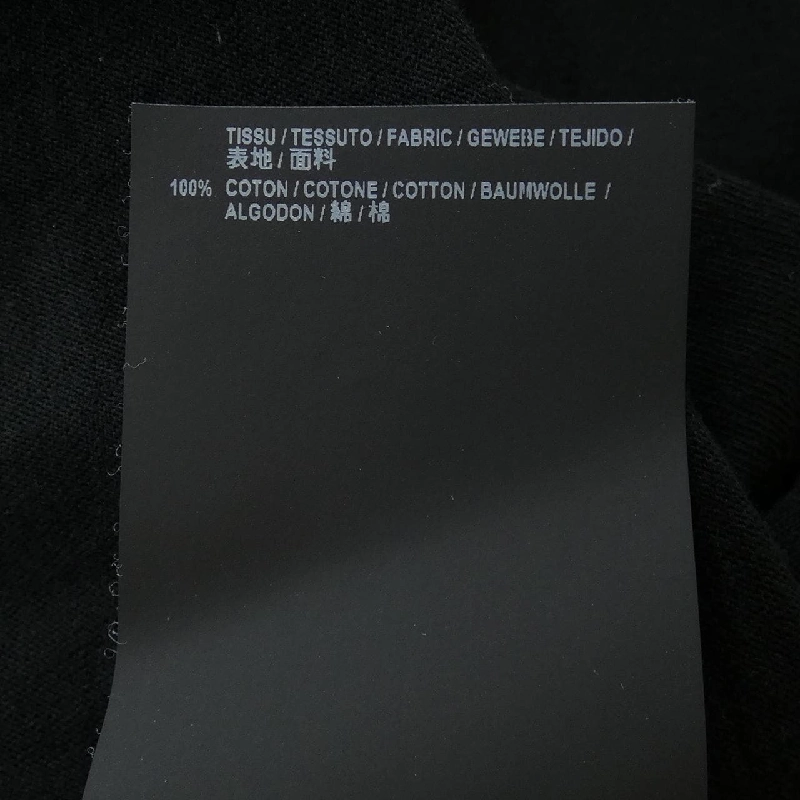 TISSU / TESSUTO / FABRIC / GEWEBE / TEJIDO /
表地 / 面料
100% COTON / COTONE / COTTON / BAUMWOLLE /
ALGODON / 綿 / 棉